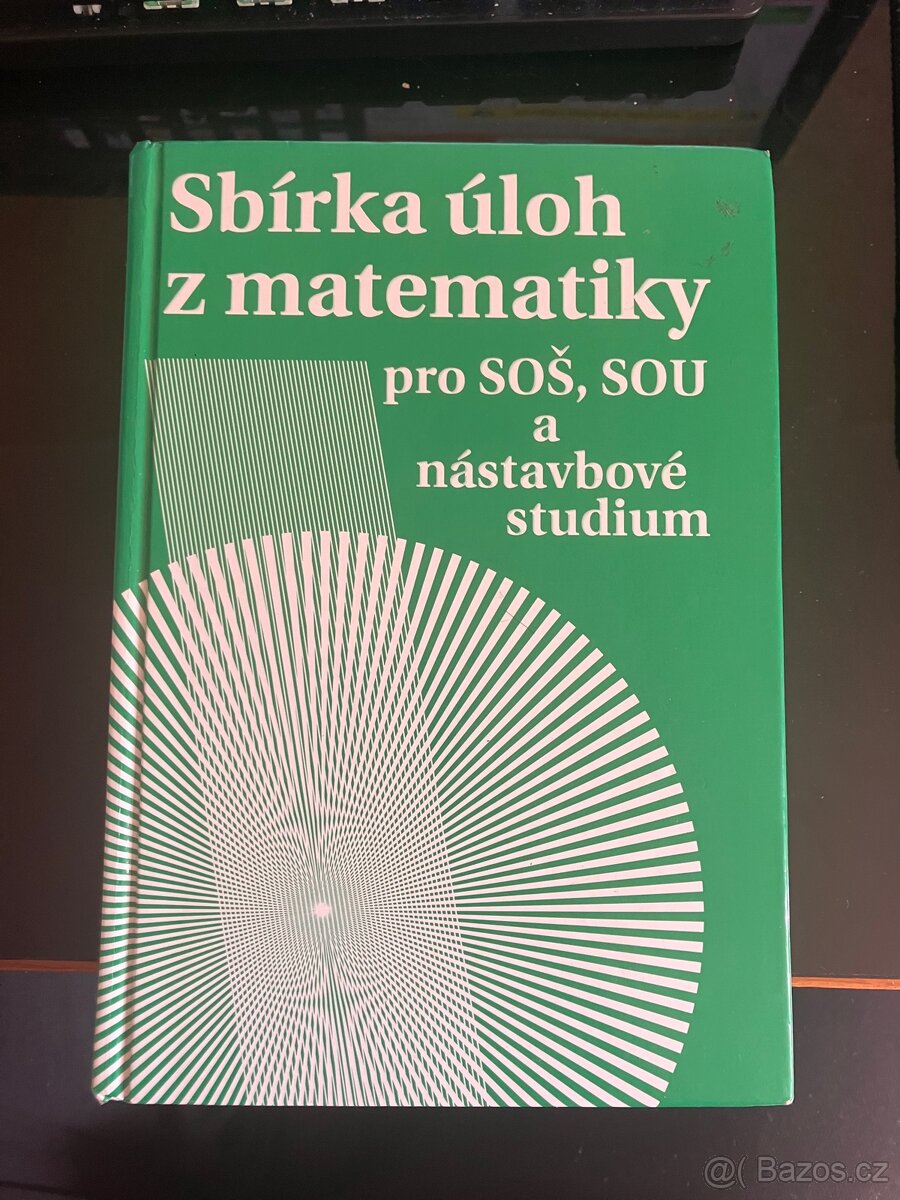 Sbírka úloh
z matematiky
pro SOŠ, SOU
a
nástavbové
studium
@( Bazos.cz